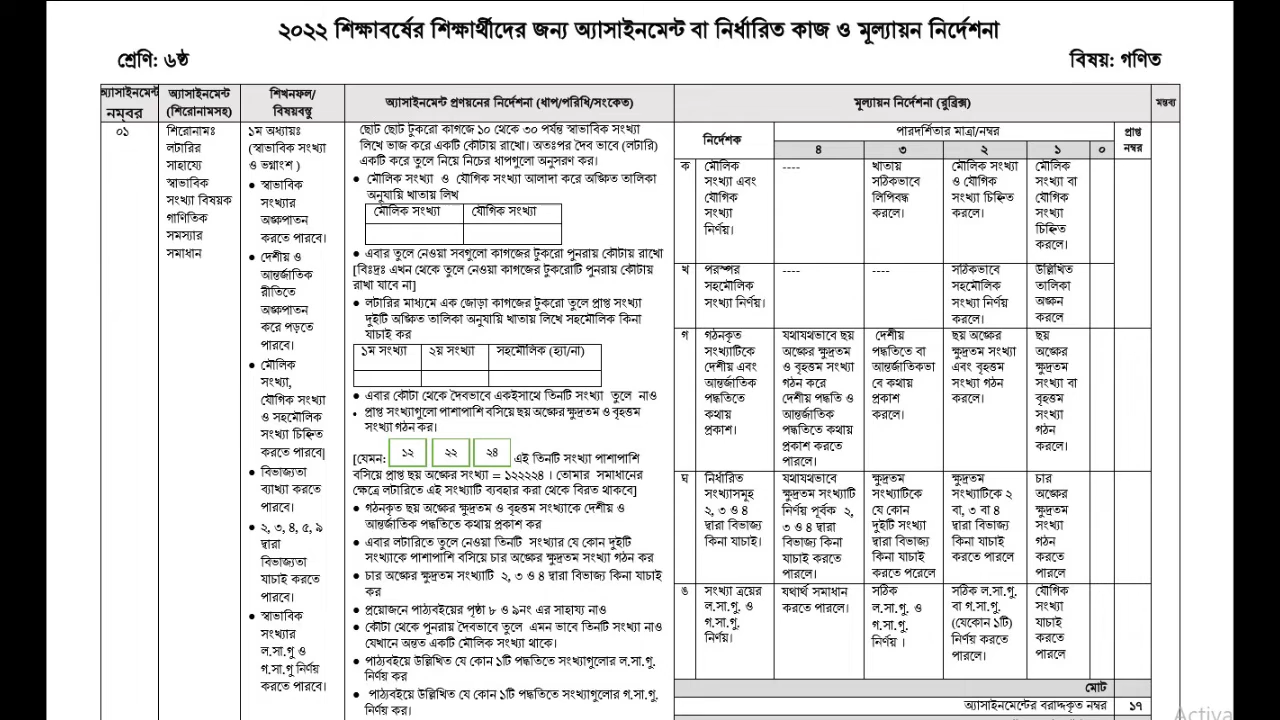 ২০২২ শিক্ষাবর্ষের শিক্ষার্থীদের জন্য অ্যাসাইনমেন্ট বা নির্ধারিত কাজ ও মূল্যায়ন নির্দেশনা
শ্রেণি: ৬ষ্ঠ
বিষয়: গণিত
অ্যাসাইনমেন্ট
নম্বর
অ্যাসাইনমেন্ট
(শিরোনামসহ)
শিখনফল/
বিষয়বস্তু
অ্যাসাইনমেন্ট প্রণয়নের নির্দেশনা (ধাপ/পরিধি/সংকেত)
মূল্যায়ন নির্দেশনা (রুব্রিক্স)
মন্তব্য
০১
শিরোনামঃ
লটারির
সাহায্যে
স্বাভাবিক
সংখ্যা বিষয়ক
গাণিতিক
সমস্যার
সমাধান
১ম অধ্যায়ঃ
(স্বাভাবিক সংখ্যা
ও ভগ্নাংশ )
● স্বাভাবিক
সংখ্যার
অঙ্কপাতন
করতে পারবে।
● দেশীয় ও
আন্তর্জাতিক
রীতিতে
অঙ্কপাতন
করে পড়তে
পারবে।
● মৌলিক
সংখ্যা,
যৌগিক সংখ্যা
ও সহমৌলিক
সংখ্যা চিহ্নিত
করতে পারবে]
● বিভাজ্যতা
ব্যাখ্যা করতে
পারবে।
● ২, ৩, ৪, ৫, ৯
দ্বারা
বিভাজ্যতা
যাচাই করতে
পারবে।
● স্বাভাবিক
সংখ্যার
ল.সা.গু ও
গ.সা.গু নির্ণয়
করতে পারবে।
ছোট ছোট টুকরো কাগজে ১০ থেকে ৩০ পর্যন্ত স্বাভাবিক সংখ্যা
লিখে ভাজ করে একটি কৌটায় রাখো। অতঃপর দৈব ভাবে (লটারি)
একটি করে তুলে নিয়ে নিচের ধাপগুলো অনুসরণ কর।
● মৌলিক সংখ্যা ও যৌগিক সংখ্যা আলাদা করে অঙ্কিত তালিকা
অনুযায়ি খাতায় লিখ
মৌলিক সংখ্যা যৌগিক সংখ্যা
● এবার তুলে নেওয়া সবগুলো কাগজের টুকরো পুনরায় কৌটায় রাখো
[বিঃদ্রঃ এখন থেকে তুলে নেওয়া কাগজের টুকরোটি পুনরায় কৌটায়
রাখা যাবে না]
● লটারির মাধ্যমে এক জোড়া কাগজের টুকরো তুলে প্রাপ্ত সংখ্যা
দুইটি অঙ্কিত তালিকা অনুযায়ি খাতায় লিখে সহমৌলিক কিনা
যাচাই কর
১ম সংখ্যা ২য় সংখ্যা সহমৌলিক (হ্যা/না)
● এবার কৌটা থেকে দৈবভাবে একইসাথে তিনটি সংখ্যা তুলে নাও
• প্রাপ্ত সংখ্যাগুলো পাশাপাশি বসিয়ে ছয় অঙ্কের ক্ষুদ্রতম ও বৃহত্তম
সংখ্যা গঠন কর।
[যেমন: ১২ ২২ ২৪ এই তিনটি সংখ্যা পাশাপাশি
বসিয়ে প্রাপ্ত ছয় অঙ্কের সংখ্যা = ১২২২২৪ । তোমার সমাধানের
ক্ষেত্রে লটারিতে এই সংখ্যাটি ব্যবহার করা থেকে বিরত থাকবে]
● গঠনকৃত ছয় অঙ্কের ক্ষুদ্রতম ও বৃহত্তম সংখ্যাকে দেশীয় ও
আন্তর্জাতিক পদ্ধতিতে কথায় প্রকাশ কর
● এবার লটারিতে তুলে নেওয়া তিনটি সংখ্যার যে কোন দুইটি
সংখ্যাকে পাশাপাশি বসিয়ে চার অঙ্কের ক্ষুদ্রতম সংখ্যা গঠন কর
● চার অঙ্কের ক্ষুদ্রতম সংখ্যাটি ২, ৩ ও ৪ দ্বারা বিভাজ্য কিনা যাচাই
কর
● প্রয়োজনে পাঠ্যবইয়ের পৃষ্ঠা ৮ ও ৯নং এর সাহায্য নাও
● কৌটা থেকে পুনরায় দৈবভাবে তুলে এমন ভাবে তিনটি সংখ্যা নাও
যেখানে অন্তত একটি মৌলিক সংখ্যা থাকে।
● পাঠ্যবইয়ে উল্লিখিত যে কোন ১টি পদ্ধতিতে সংখ্যাগুলোর ল.সা.গু.
নির্ণয় কর
● পাঠ্যবইয়ে উল্লিখিত যে কোন ১টি পদ্ধতিতে সংখ্যাগুলোর গ.সা.গু.
নির্ণয় কর।
নির্দেশক
পারদর্শিতার মাত্রা/নম্বর
প্রাপ্ত
নম্বর
৪ ৩ ২ ১ ০
ক
মৌলিক
সংখ্যা এবং
যৌগিক
সংখ্যা
নির্ণয়।
----
খাতায়
সঠিকভাবে
লিপিবদ্ধ
করলে।
মৌলিক সংখ্যা
ও যৌগিক
সংখ্যা চিহ্নিত
করলে।
মৌলিক
সংখ্যা বা
যৌগিক
সংখ্যা
চিহ্নিত
করলে।
খ
পরস্পর
সহমৌলিক
সংখ্যা নির্ণয়।
----
----
সঠিকভাবে
সহমৌলিক
সংখ্যা নির্ণয়
করলে।
উল্লিখিত
তালিকা
অঙ্কন
করলে
গ
গঠনকৃত
সংখ্যাটিকে
দেশীয় এবং
আন্তর্জাতিক
পদ্ধতিতে
কথায়
প্রকাশ।
যথাযথভাবে ছয়
অঙ্কের ক্ষুদ্রতম
ও বৃহত্তম সংখ্যা
গঠন করে
দেশীয় পদ্ধতি ও
আন্তর্জাতিক
পদ্ধতিতে কথায়
প্রকাশ করতে
পারলে।
দেশীয়
পদ্ধতিতে বা
আন্তর্জাতিকভা
বে কথায়
প্রকাশ
করলে।
ছয় অঙ্কের
ক্ষুদ্রতম সংখ্যা
এবং বৃহত্তম
সংখ্যা গঠন
করলে।
ছয়
অঙ্কের
ক্ষুদ্রতম
সংখ্যা বা
বৃহত্তম
সংখ্যা
গঠন
করলে।
ঘ
নির্ধারিত
সংখ্যাসমূহ
২, ৩ ও ৪
দ্বারা বিভাজ্য
কিনা যাচাই।
যথাযথভাবে
ক্ষুদ্রতম সংখ্যাটি
নির্ণয় পূর্বক ২,
৩ ও ৪ দ্বারা
বিভাজ্য কিনা
যাচাই করতে
পারলে।
ক্ষুদ্রতম
সংখ্যাটিকে
যে কোন
দুইটি সংখ্যা
দ্বারা বিভাজ্য
কিনা যাচাই
করতে পরেলে
ক্ষুদ্রতম
সংখ্যাটিকে ২
বা, ৩ বা ৪
দ্বারা বিভাজ্য
কিনা যাচাই
করতে পারলে
চার
অঙ্কের
ক্ষুদ্রতম
সংখ্যা
গঠন
করতে
পারলে
ঙ
সংখ্যা ত্রয়ের
ল.সা.গু. ও
গ.সা.গু.
নির্ণয়।
যথার্থ সমাধান
করতে পারলে।
সঠিক
ল.সা.গু. ও
গ.সা.গু.
নির্ণয় ।
সঠিক ল.সা.গু.
বা গ.সা.গু.
(যেকোন ১টি)
নির্ণয় করতে
পারলে।
যৌগিক
সংখ্যা
যাচাই
করতে
পারলে
মোট
অ্যাসাইনমেন্টের বরাদ্দকৃত নম্বর ১৭
Activa